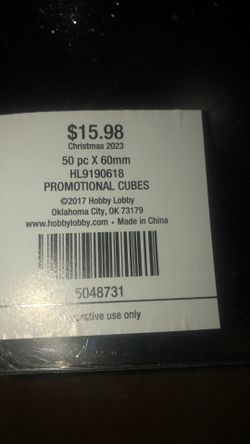 $15.98
Christmas 2023
50 pc X 60mm
HL9190618
PROMOTIONAL CUBES
©2017 Hobby Lobby
Oklahoma City, OK 73179
www.hobbylobby.com • Made in China
5048731
use only